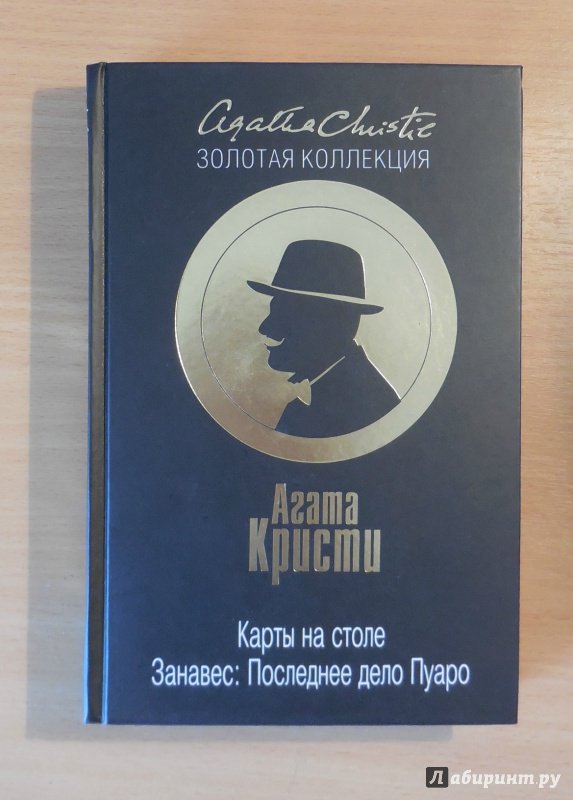 Agatha Christie
ЗОЛОТАЯ КОЛЛЕКЦИЯ
Агата
Кристи
Карты на столе
Занавес: Последнее дело Пуаро
Лабиринт.ру